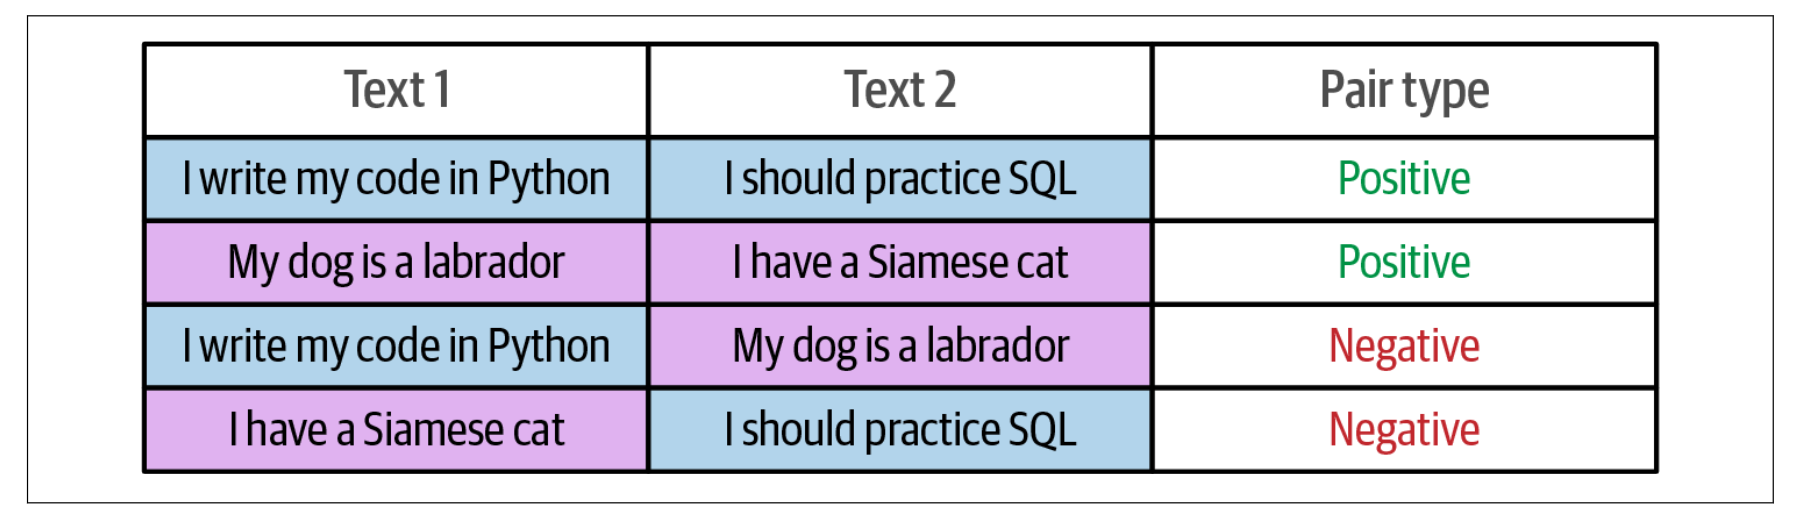 Text 1 Text 2 Pair type
I write my code in Python I should practice SQL Positive
My dog is a labrador I have a Siamese cat Positive
I write my code in Python My dog is a labrador Negative
I have a Siamese cat I should practice SQL Negative